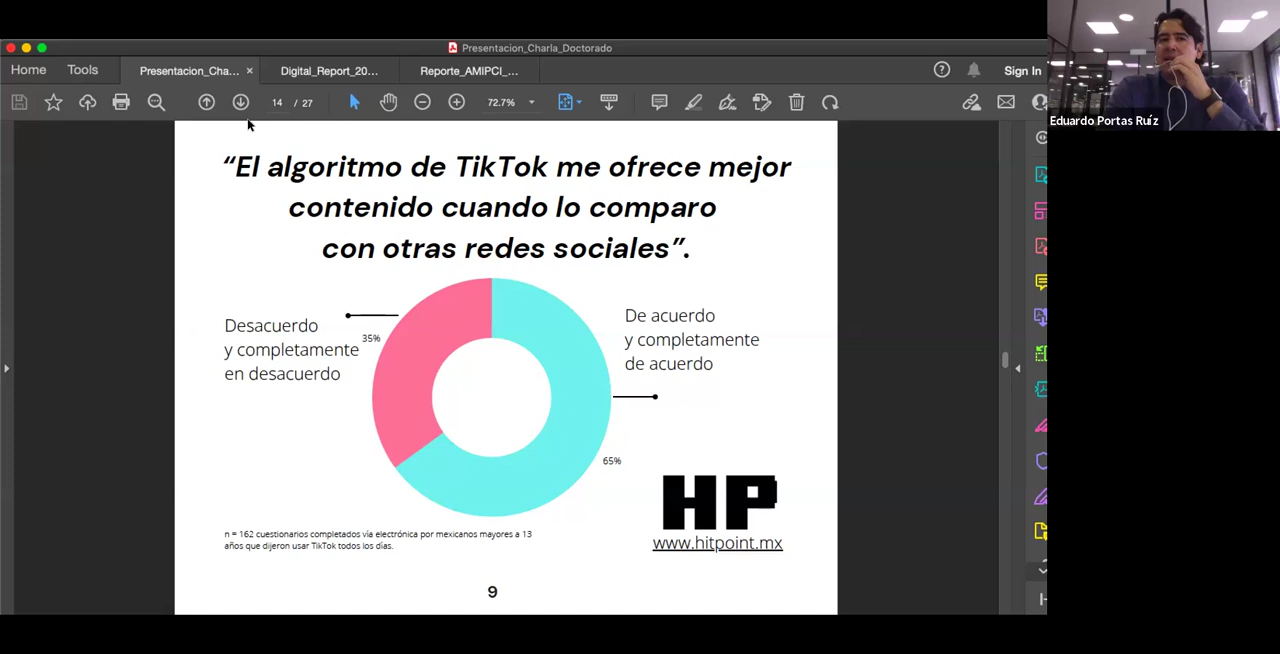 Presentacion_Charla_Doctorado
Home
Tools
Presentacion_Cha...
×
Digital_Report_20...
Reporte_AMIPCI_...
Sign In
14 / 27
72.7%
Eduardo Portas Ruíz
“El algoritmo de TikTok me ofrece mejor
contenido cuando lo comparo
con otras redes sociales”.
Desacuerdo
y completamente
en desacuerdo
35%
De acuerdo
y completamente
de acuerdo
65%
HP
www.hitpoint.mx
n = 162 cuestionarios completados vía electrónica por mexicanos mayores a 13
años que dijeron usar TikTok todos los días.
9